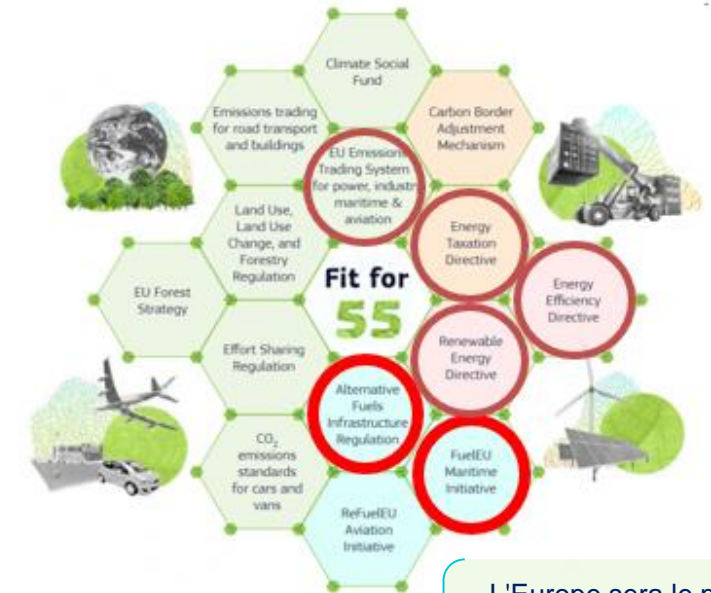 Climate Social
Fund
Emissions trading
for road transport
and buildings
Carbon Border
Adjustment
Mechanism
EU Emissions
Trading System
for power, industry
maritime &
aviation
Land Use,
Land Use
Change, and
Forestry
Regulation
Energy
Taxation
Directive
EU Forest
Strategy
Fit for
55
Energy
Efficiency
Directive
Effort Sharing
Regulation
Renewable
Energy
Directive
Alternative
Fuels
Infrastructure
Regulation
CO₂
emissions
standards
for cars and
vans
FuelEU
Maritime
Initiative
ReFuelEU
Aviation
Initiative
L'Europe sera le